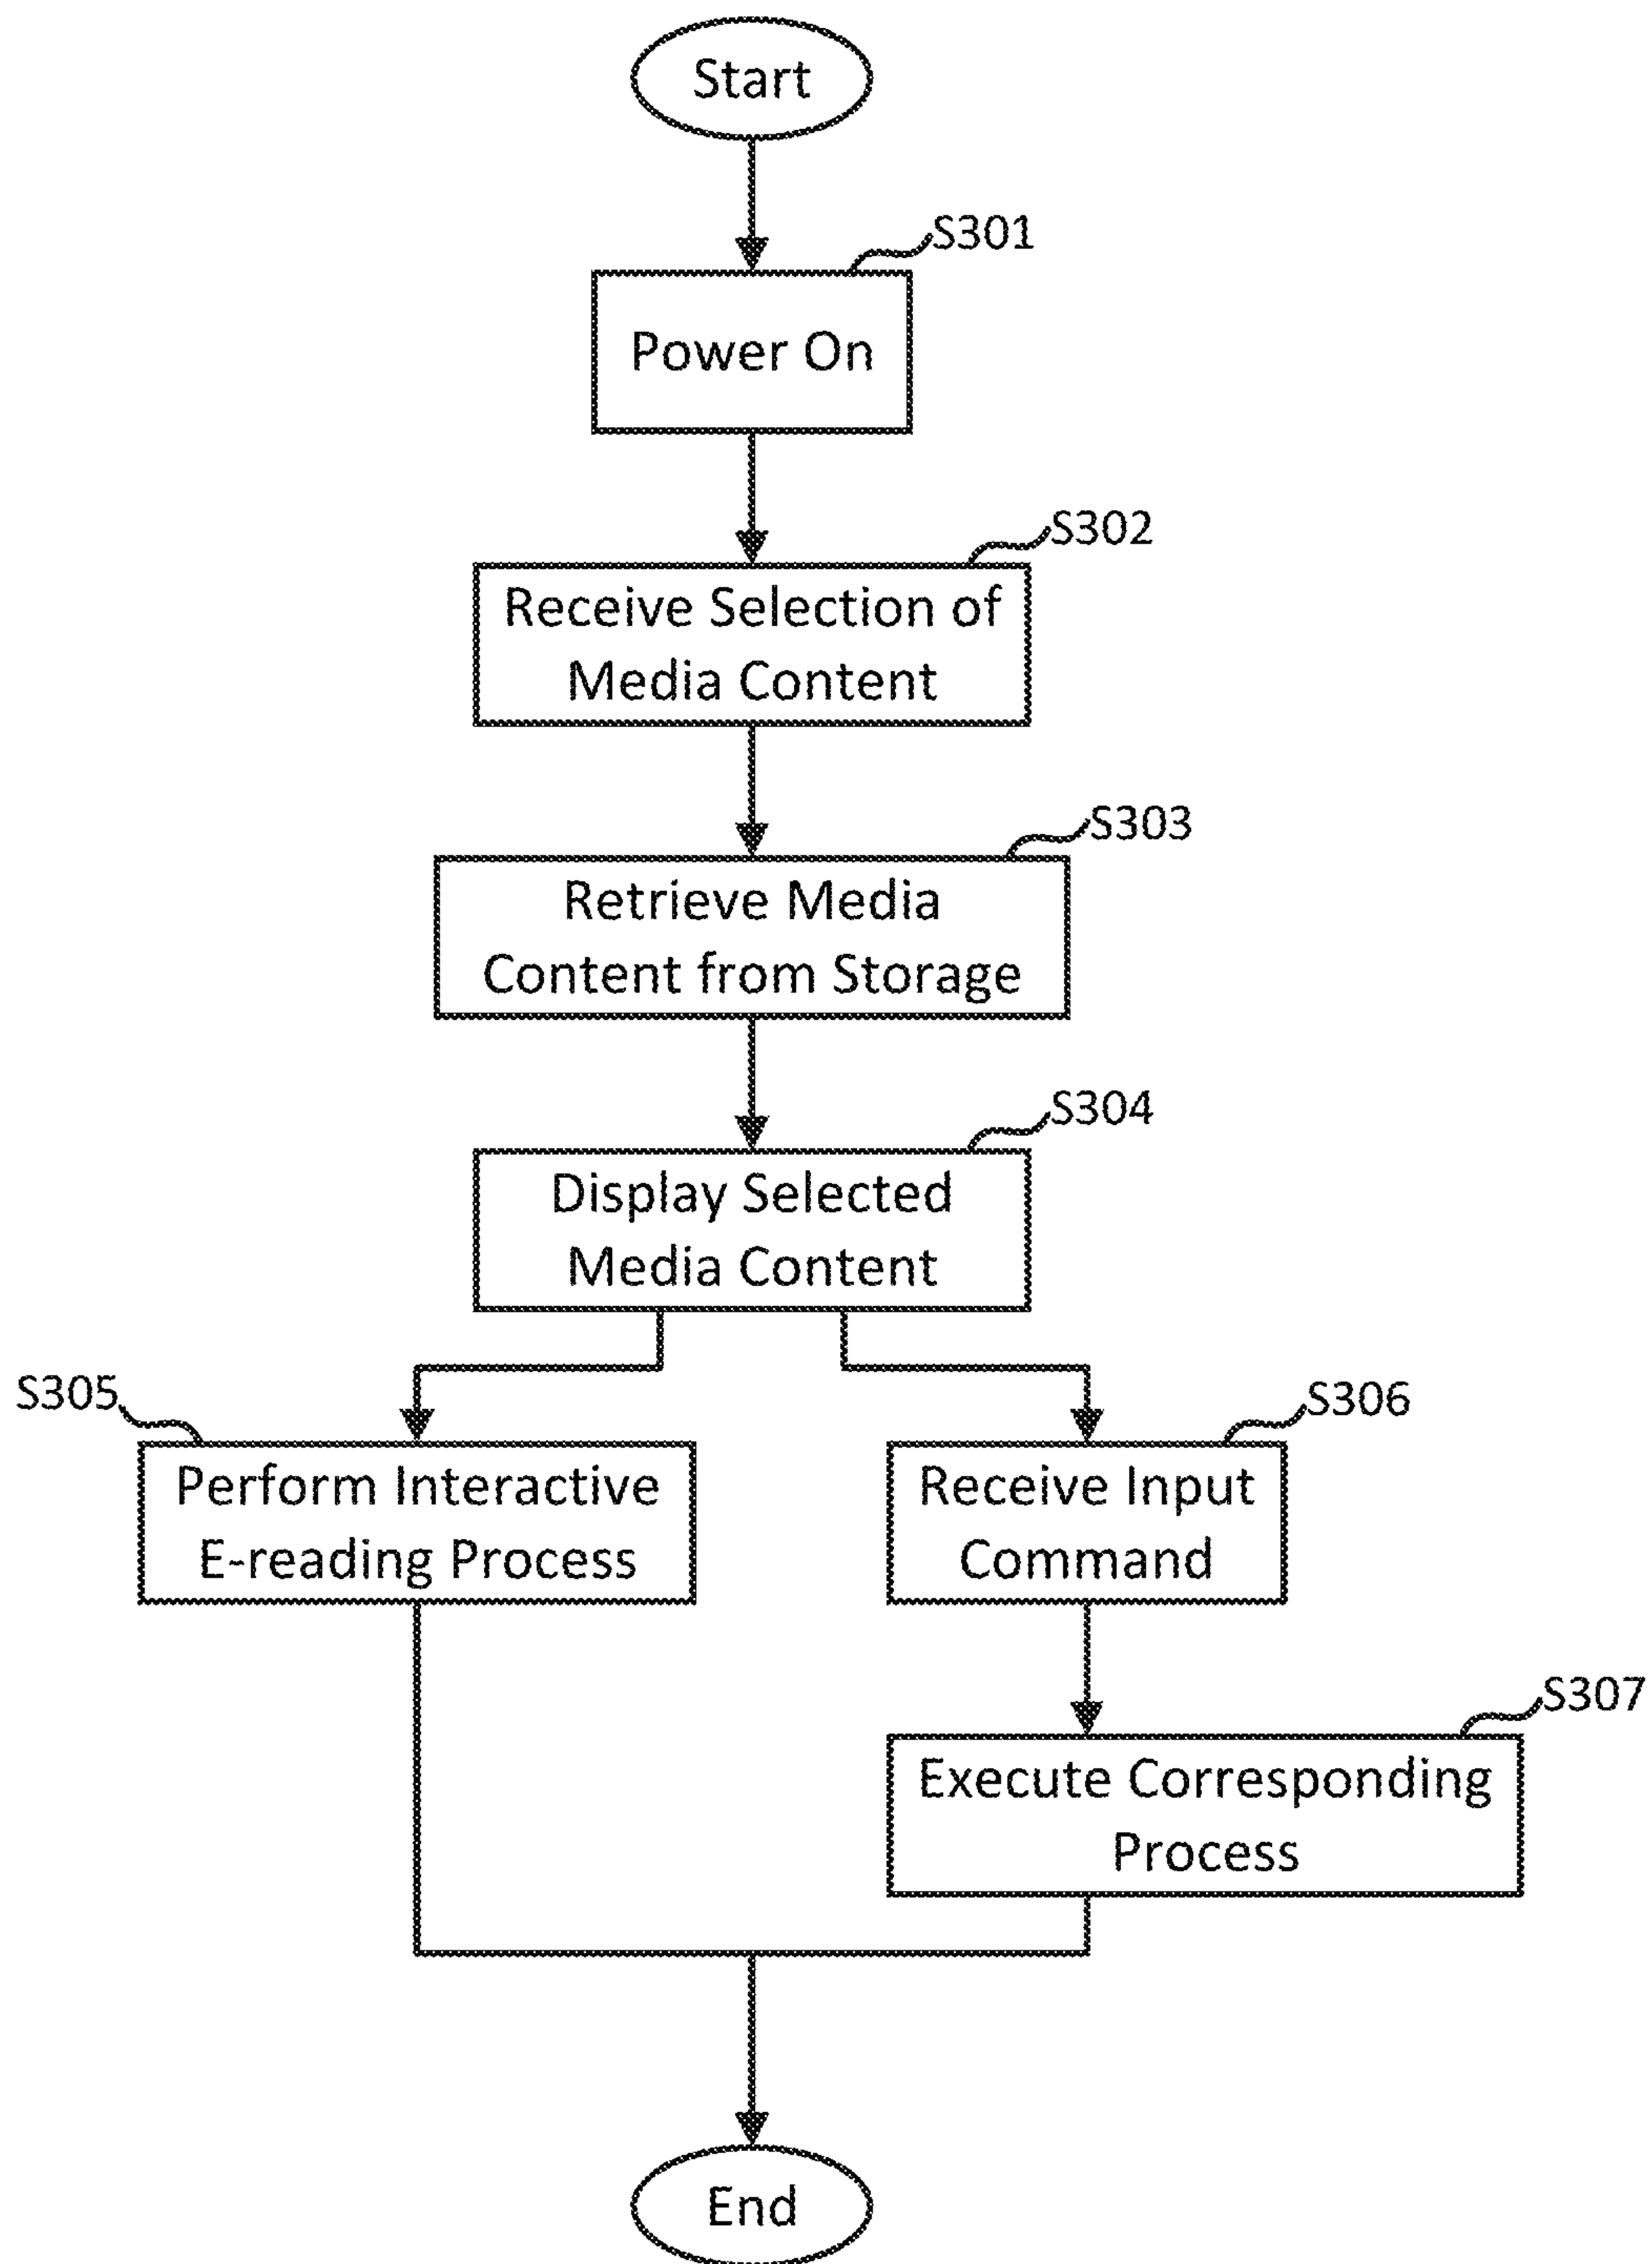 Start
S301
Power On
S302
Receive Selection of
Media Content
S303
Retrieve Media
Content from Storage
S304
Display Selected
Media Content
S305
Perform Interactive
E-reading Process
S306
Receive Input
Command
S307
Execute Corresponding
Process
End